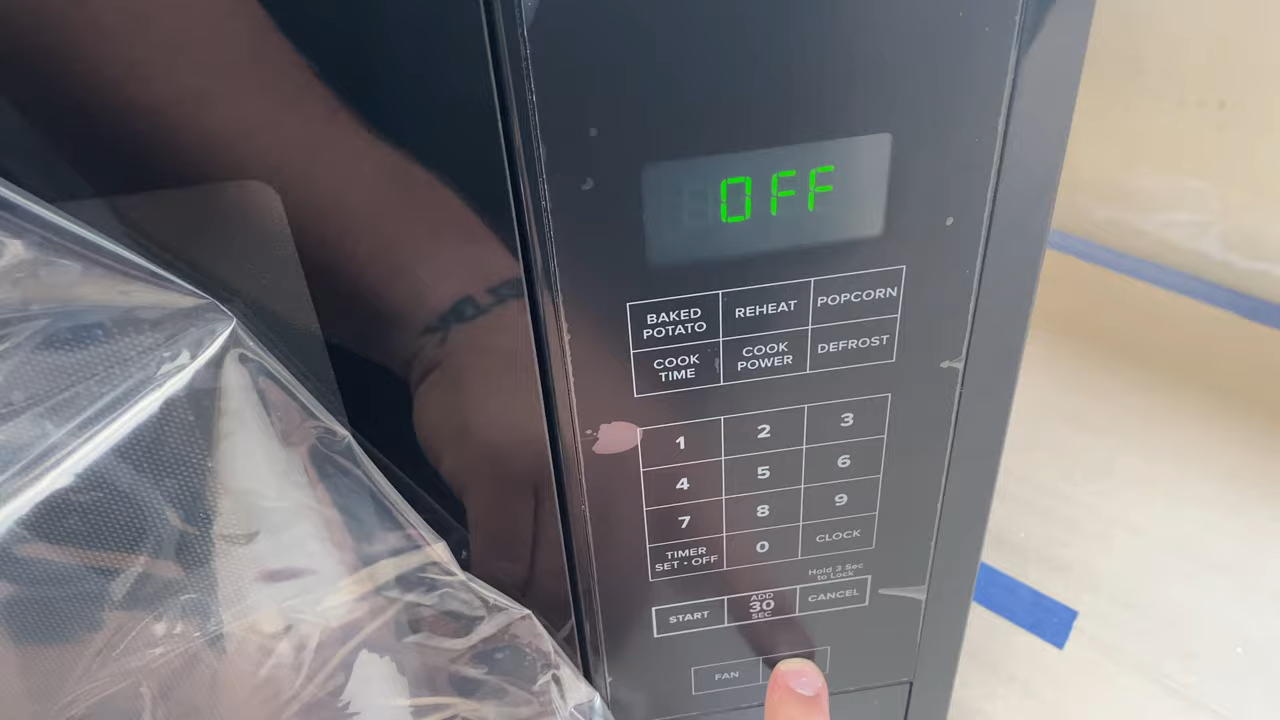 OFF
BAKED
POTATO
REHEAT
POPCORN
COOK
TIME
COOK
POWER
DEFROST
1
2
3
4
5
6
7
8
9
TIMER
SET • OFF
0
CLOCK
Hold 3 Sec
to Lock
START
ADD
30
SEC
CANCEL
FAN